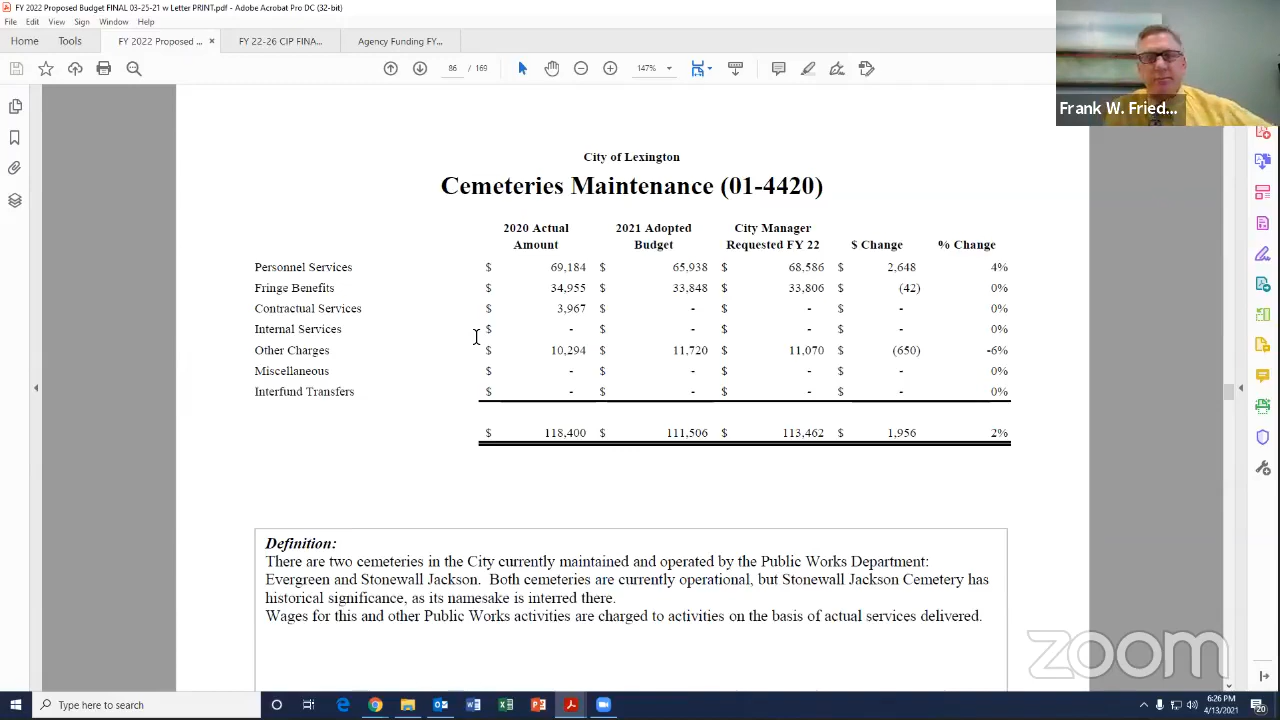 FY 2022 Proposed Budget FINAL 03-25-21 w Letter PRINT.pdf - Adobe Acrobat Pro DC (32-bit)
File Edit View Sign Window Help
Home Tools FY 2022 Proposed ... × FY 22-26 CIP FINA... Agency Funding FY...
86 / 169 147%
Frank W. Fried...
City of Lexington
Cemeteries Maintenance (01-4420)
2020 Actual 2021 Adopted City Manager
Amount Budget Requested FY 22 $ Change % Change
Personnel Services $ 69,184 $ 65,938 $ 68,586 $ 2,648 4%
Fringe Benefits $ 34,955 $ 33,848 $ 33,806 $ (42) 0%
Contractual Services $ 3,967 $ - $ - $ - 0%
Internal Services $ - $ - $ - $ - 0%
Other Charges $ 10,294 $ 11,720 $ 11,070 $ (650) -6%
Miscellaneous $ - $ - $ - $ - 0%
Interfund Transfers $ - $ - $ - $ - 0%
$ 118,400 $ 111,506 $ 113,462 $ 1,956 2%
Definition:
There are two cemeteries in the City currently maintained and operated by the Public Works Department:
Evergreen and Stonewall Jackson. Both cemeteries are currently operational, but Stonewall Jackson Cemetery has
historical significance, as its namesake is interred there.
Wages for this and other Public Works activities are charged to activities on the basis of actual services delivered.
zoom
Type here to search
6:26 PM
4/13/2021
20